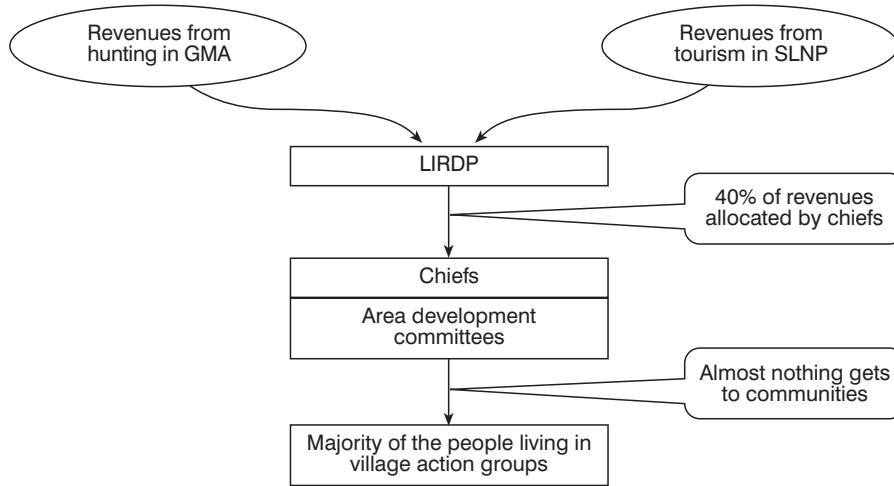 Revenues from
hunting in GMA
Revenues from
tourism in SLNP
LIRDP
40% of revenues
allocated by chiefs
Chiefs
Area development
committees
Almost nothing gets
to communities
Majority of the people living in
village action groups